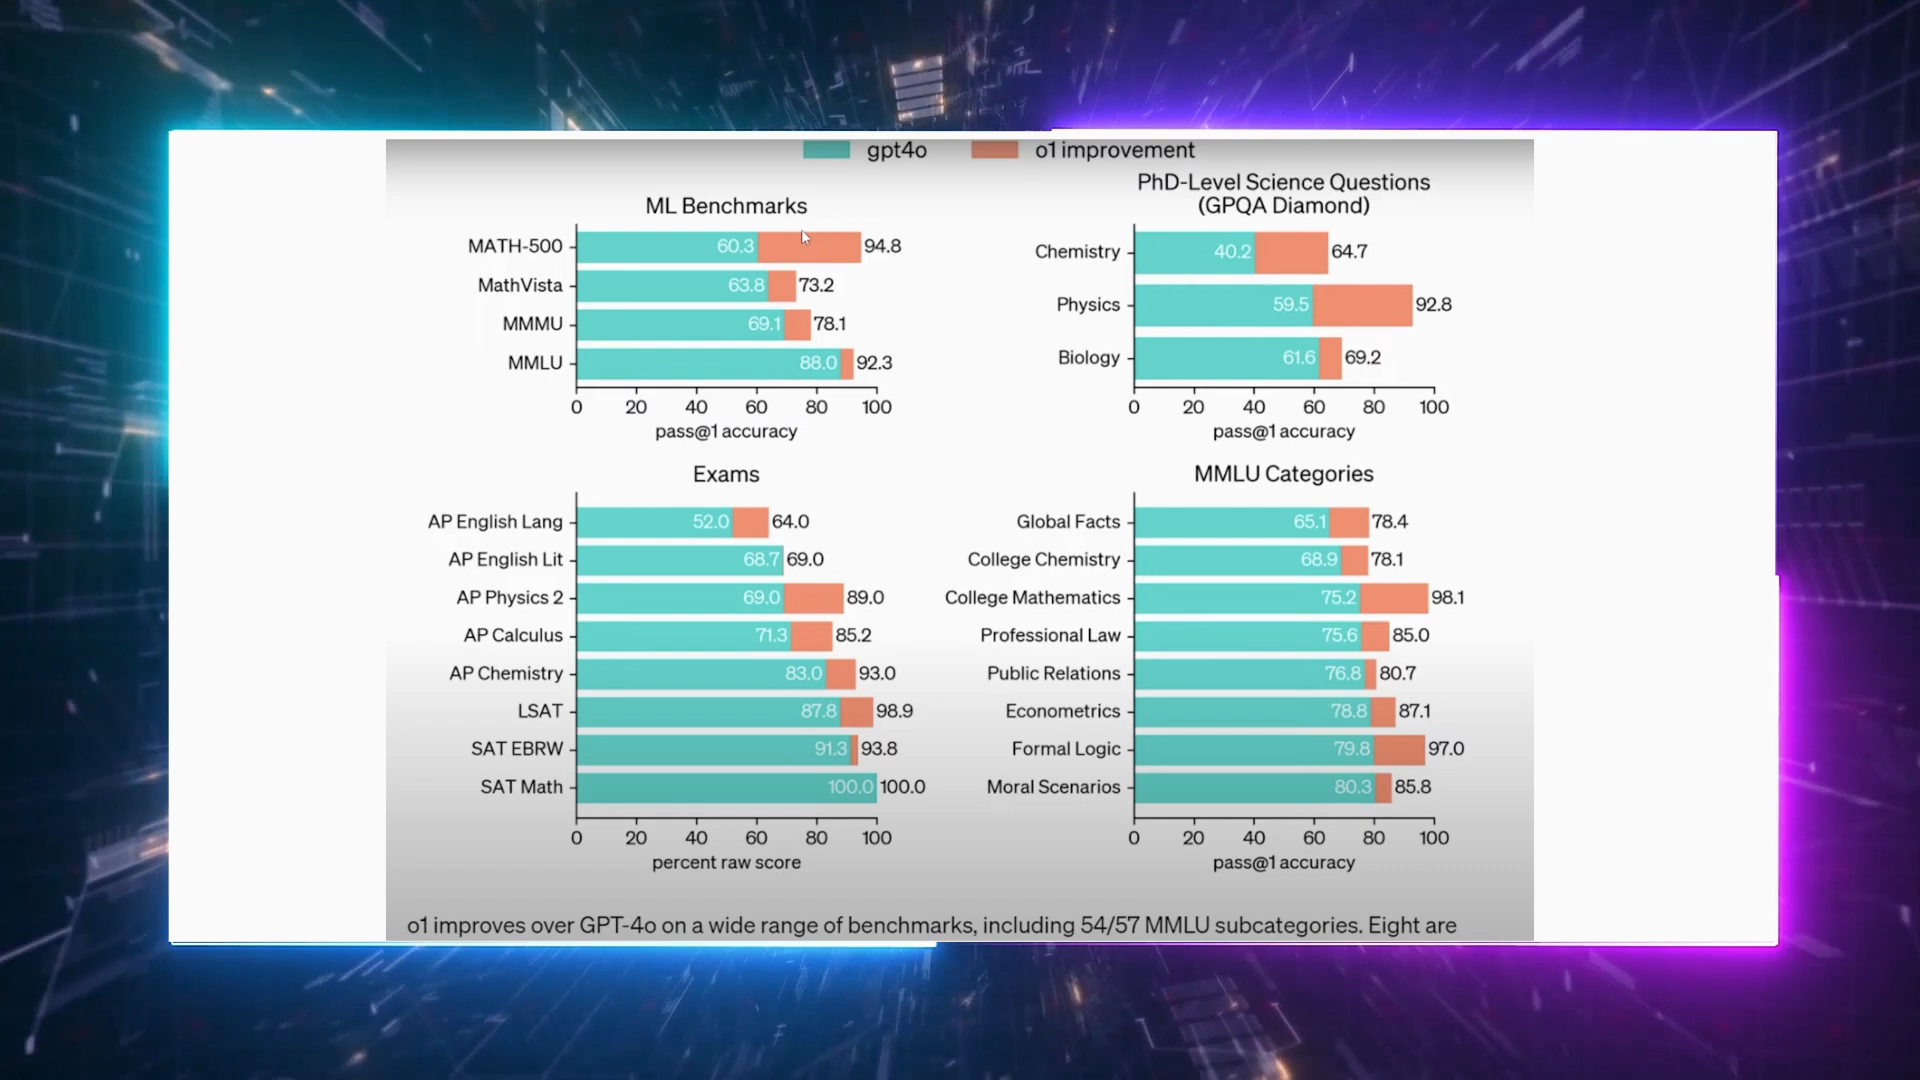 gpt4o o1 improvement
ML Benchmarks
MATH-500 60.3 94.8
MathVista 63.8 73.2
MMMU 69.1 78.1
MMLU 88.0 92.3
0 20 40 60 80 100
pass@1 accuracy
PhD-Level Science Questions
(GPQA Diamond)
Chemistry 40.2 64.7
Physics 59.5 92.8
Biology 61.6 69.2
0 20 40 60 80 100
pass@1 accuracy
Exams
AP English Lang 52.0 64.0
AP English Lit 68.7 69.0
AP Physics 2 69.0 89.0
AP Calculus 71.3 85.2
AP Chemistry 83.0 93.0
LSAT 87.8 98.9
SAT EBRW 91.3 93.8
SAT Math 100.0 100.0
0 20 40 60 80 100
percent raw score
MMLU Categories
Global Facts 65.1 78.4
College Chemistry 68.9 78.1
College Mathematics 75.2 98.1
Professional Law 75.6 85.0
Public Relations 76.8 80.7
Econometrics 78.8 87.1
Formal Logic 79.8 97.0
Moral Scenarios 80.3 85.8
0 20 40 60 80 100
pass@1 accuracy
o1 improves over GPT-4o on a wide range of benchmarks, including 54/57 MMLU subcategories. Eight are